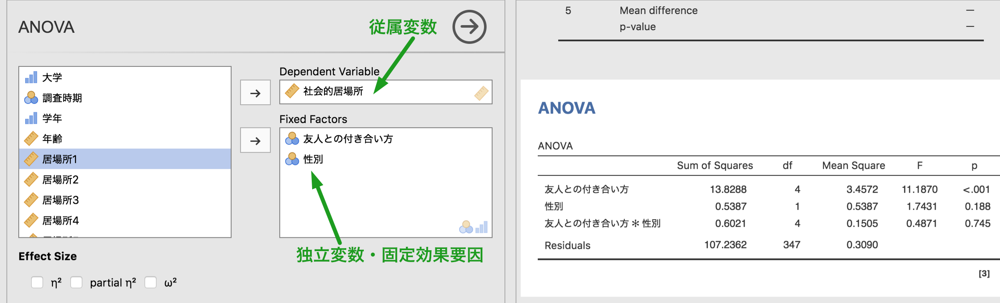 ANOVA
従属変数
大学
調査時期
学年
年齢
居場所1
居場所2
居場所3
居場所4
Dependent Variable
社会的居場所
Fixed Factors
友人との付き合い方
性別
独立変数・固定効果要因
Effect Size
η² partial η² ω²
5 Mean difference —
p-value —
ANOVA
ANOVA
Sum of Squares df Mean Square F p
友人との付き合い方 13.8288 4 3.4572 11.1870 <.001
性別 0.5387 1 0.5387 1.7431 0.188
友人との付き合い方 ✻ 性別 0.6021 4 0.1505 0.4871 0.745
Residuals 107.2362 347 0.3090
[3]